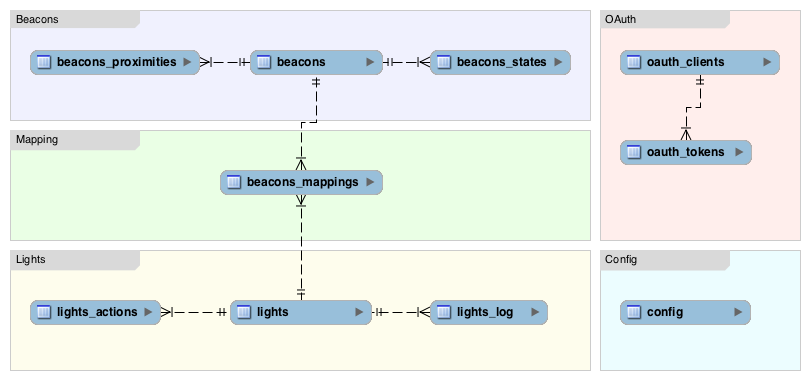 Beacons
beacons_proximities
beacons
beacons_states
OAuth
oauth_clients
oauth_tokens
Mapping
beacons_mappings
Lights
lights_actions
lights
lights_log
Config
config